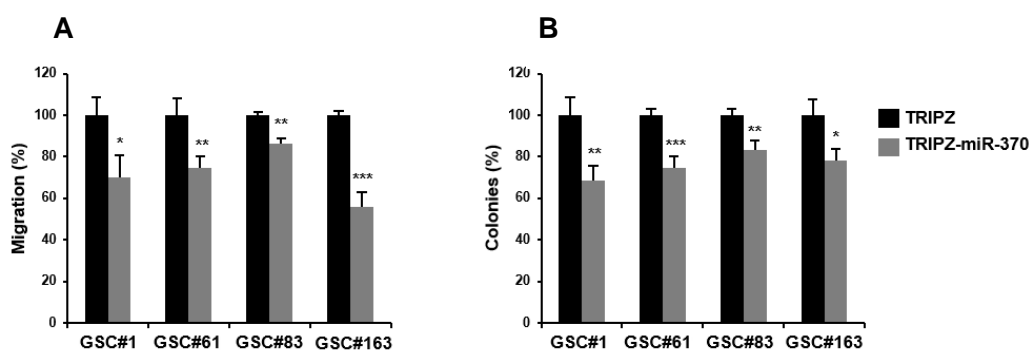 A
Migration (%)
120
100
80
60
40
20
0
* ** ** ***
GSC#1 GSC#61 GSC#83 GSC#163
B
Colonies (%)
120
100
80
60
40
20
0
** *** ** *
GSC#1 GSC#61 GSC#83 GSC#163
TRIPZ
TRIPZ-miR-370